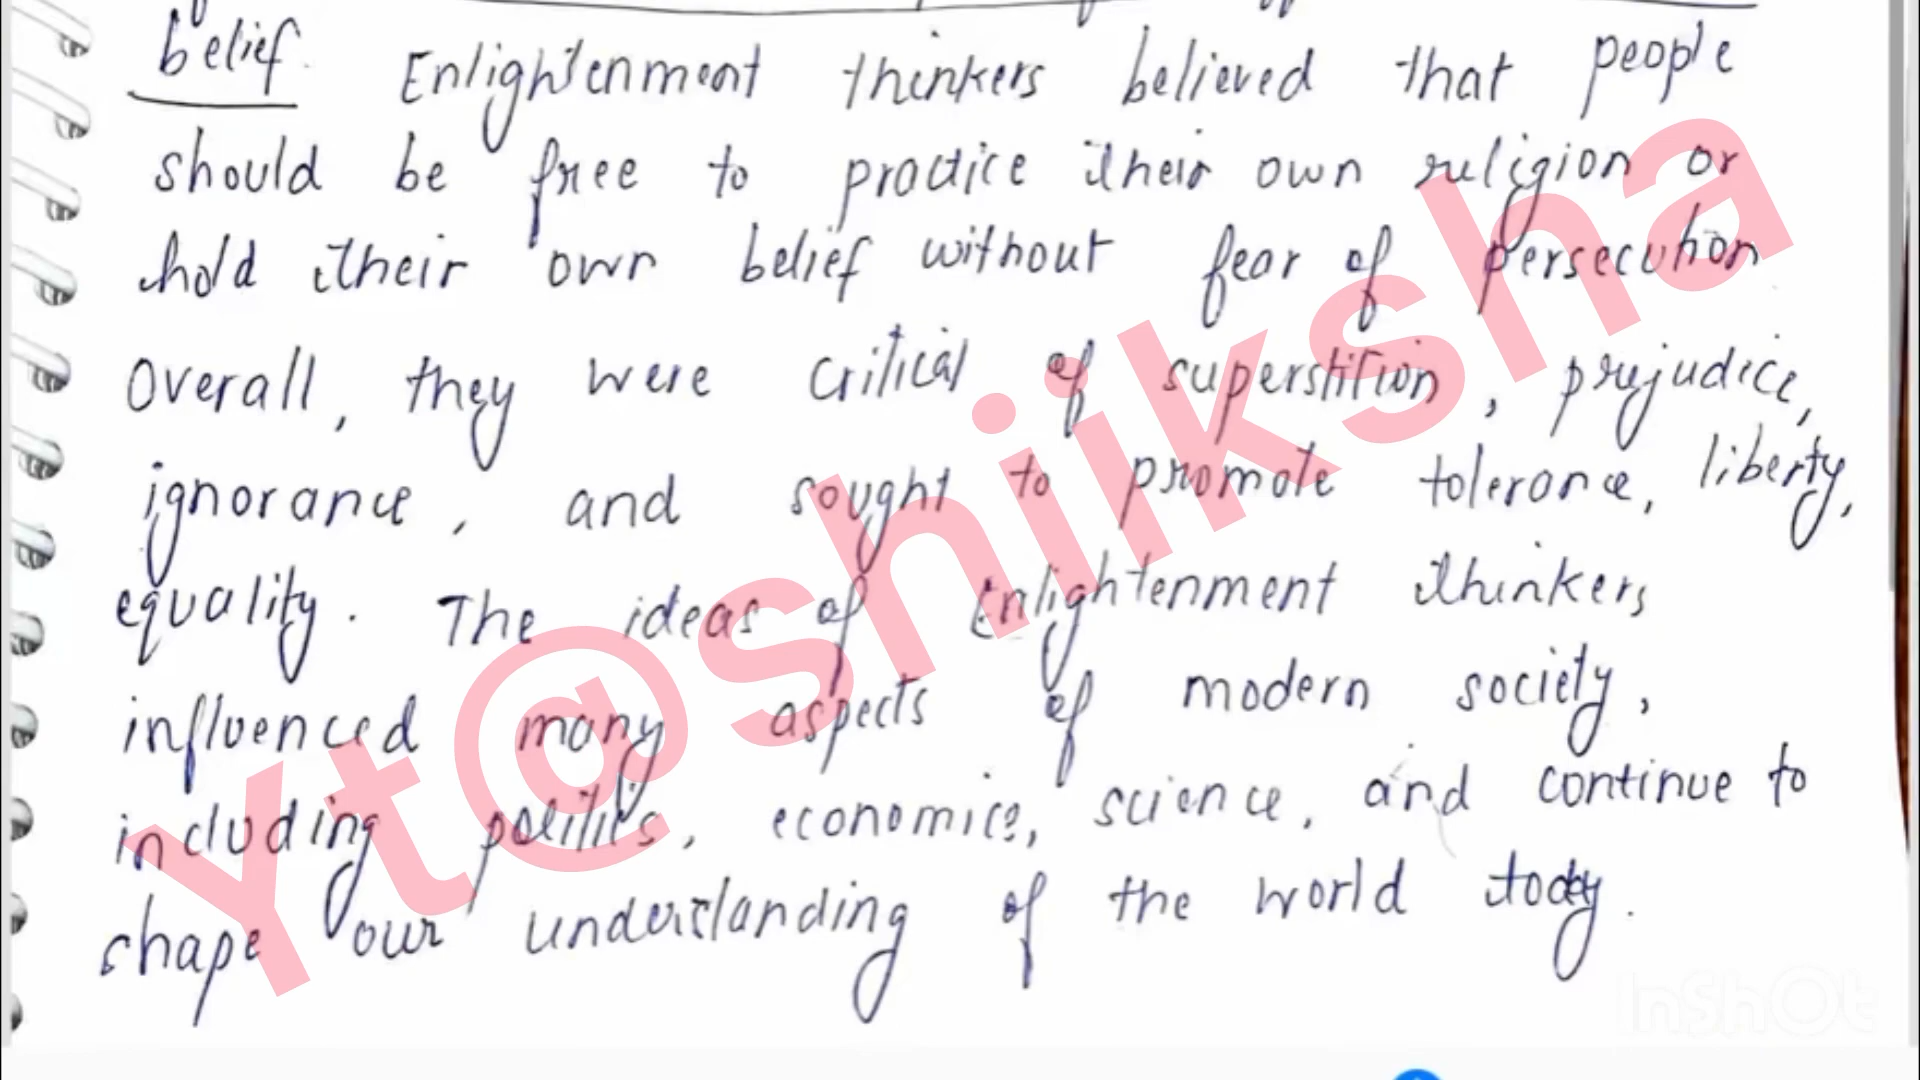 belief. Enlightenment thinkers believed that people
should be free to practice their own religion or
hold their own belief without fear of persecution
Overall, they were critical of superstition, prejudice,
ignorance, and sought to promote tolerance, liberty,
equality. The ideas of Enlightenment thinkers
influenced many aspects of modern society,
including politics, economics, science, and continue to
shape our understanding of the world today.
Yt@shiiksha
InShOt